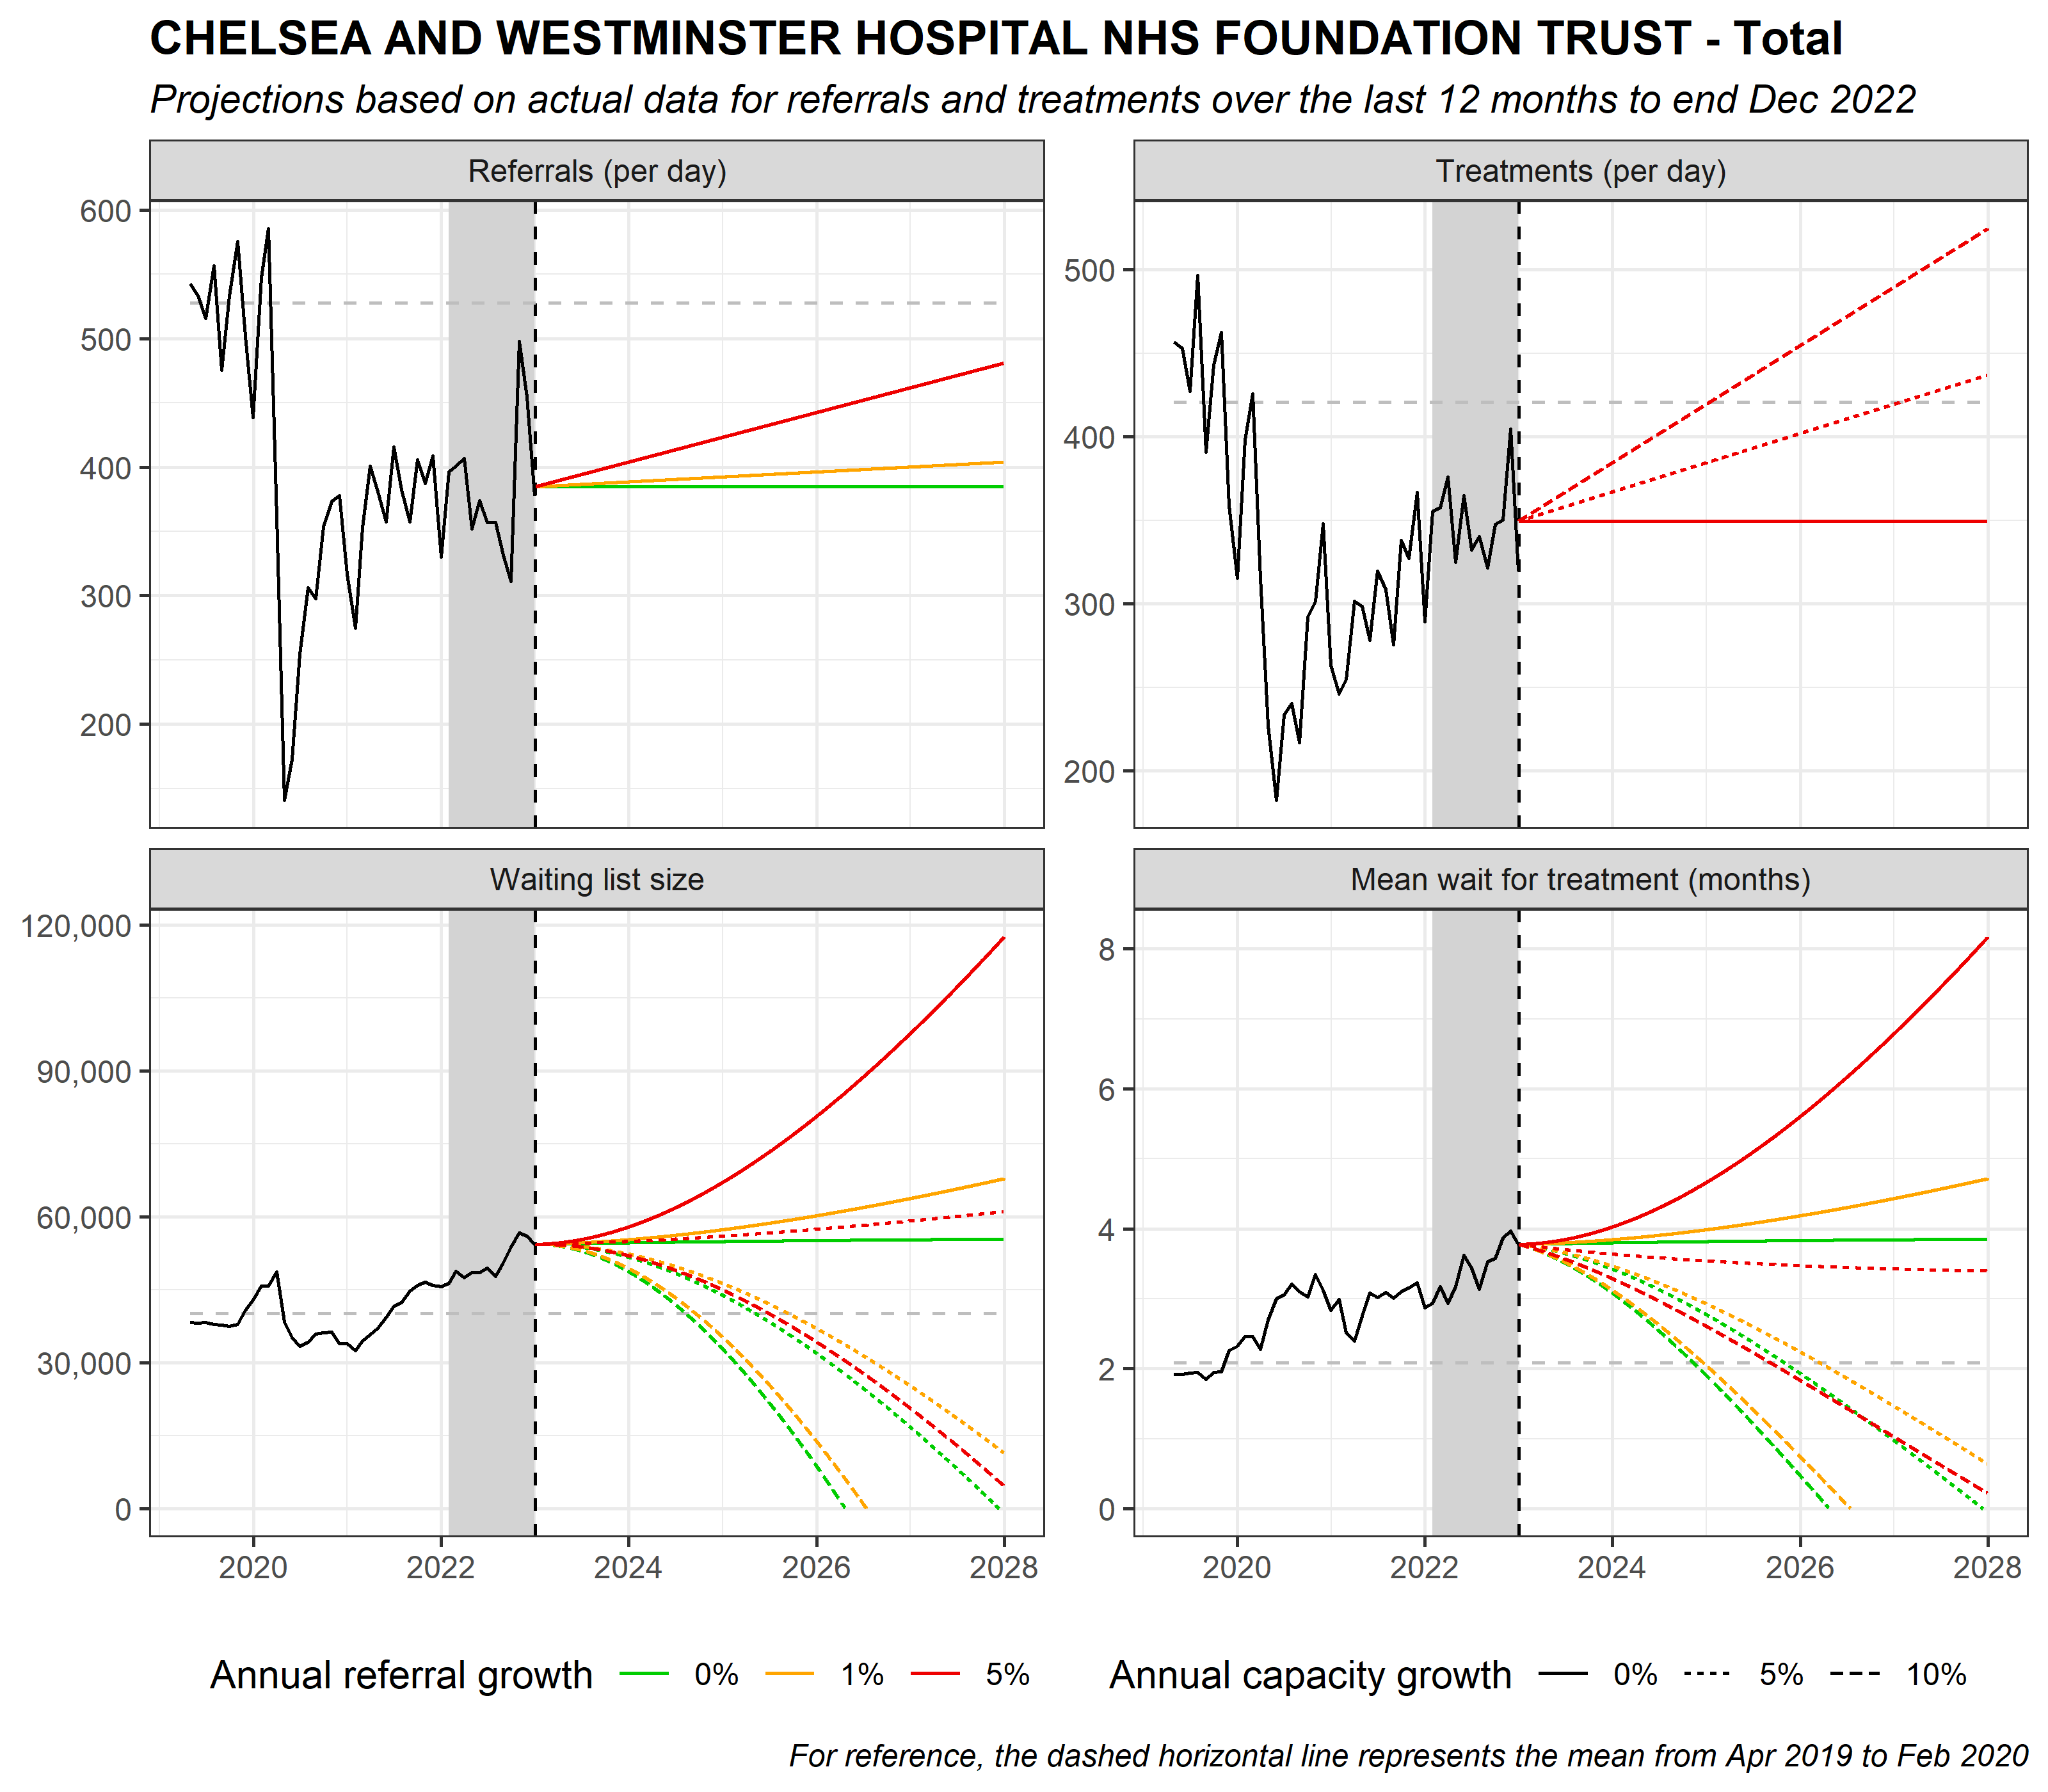 CHELSEA AND WESTMINSTER HOSPITAL NHS FOUNDATION TRUST - Total
Projections based on actual data for referrals and treatments over the last 12 months to end Dec 2022
Referrals (per day)
600
500
400
300
200
Treatments (per day)
500
400
300
200
Waiting list size
120,000
90,000
60,000
30,000
0
2020 2022 2024 2026 2028
Mean wait for treatment (months)
8
6
4
2
0
2020 2022 2024 2026 2028
Annual referral growth 0% 1% 5%
Annual capacity growth 0% 5% 10%
For reference, the dashed horizontal line represents the mean from Apr 2019 to Feb 2020